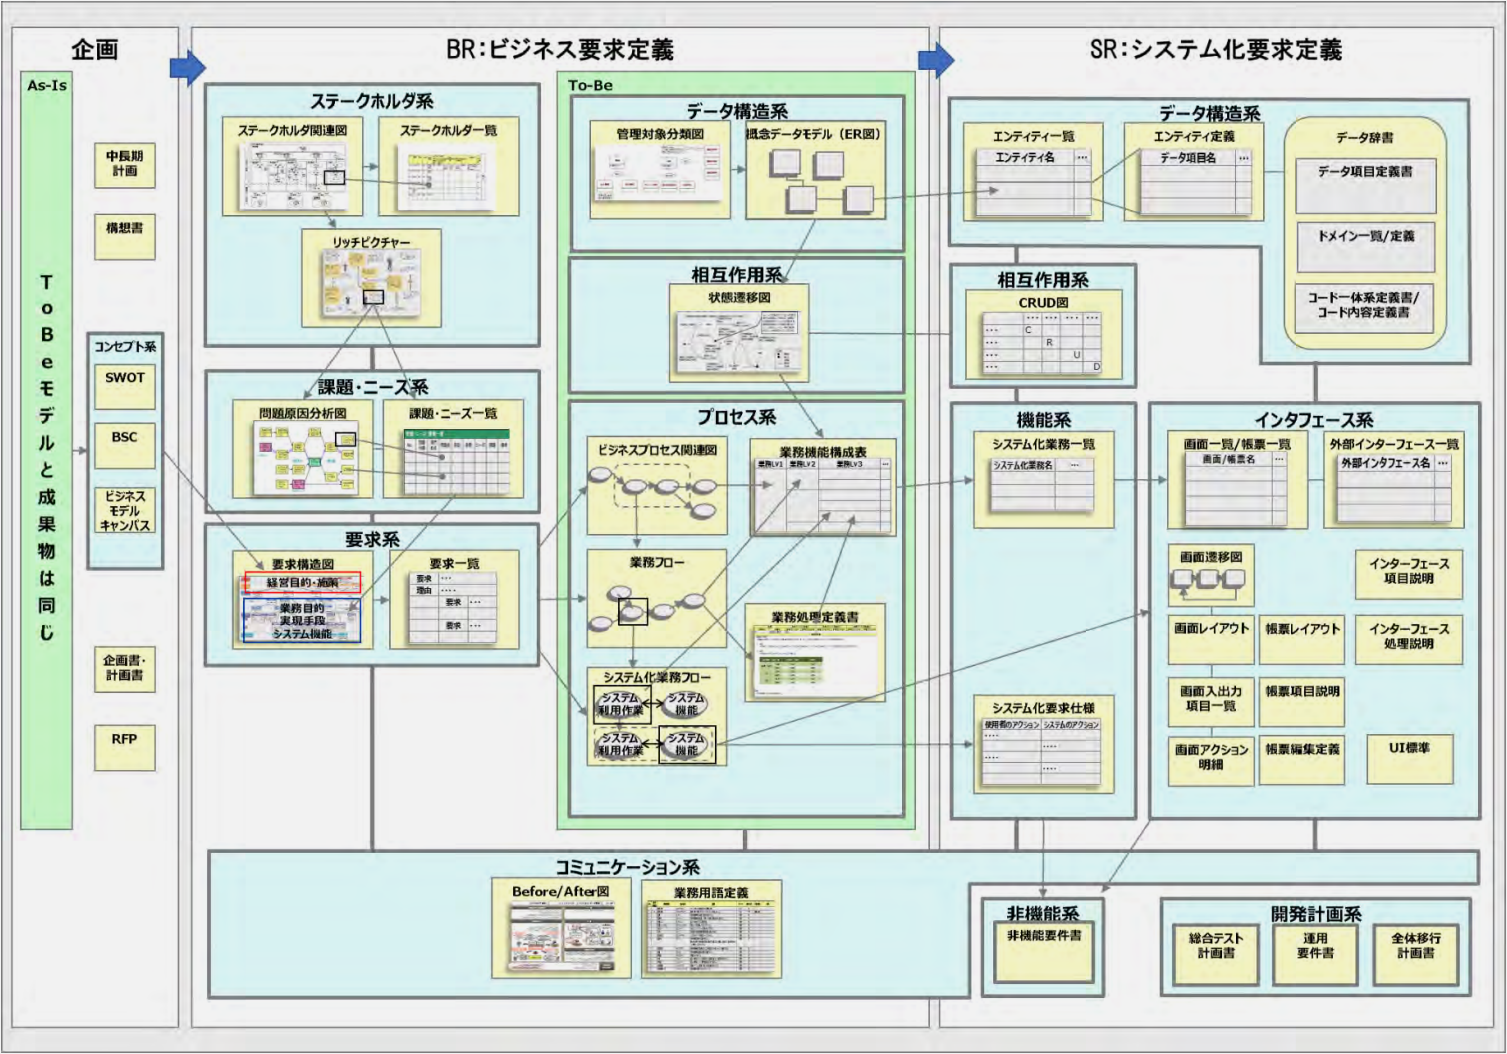 企画
As-Is
ToBeモデルと成果物は同じ
中長期
計画
構想書
コンセプト系
SWOT
BSC
ビジネス
モデル
キャンバス
企画書・
計画書
RFP
BR：ビジネス要求定義
ステークホルダ系
ステークホルダ関連図
ステークホルダ一覧
リッチピクチャー
課題・ニーズ系
問題原因分析図
課題・ニーズ一覧
要求系
要求構造図
経営目的・施策
業務目的
実現手段
システム機能
要求一覧
要求 ・・・
理由 ・・・・
要求 ・・・
要求 ・・・
To-Be
データ構造系
管理対象分類図
概念データモデル（ER図）
相互作用系
状態遷移図
プロセス系
ビジネスプロセス関連図
業務機能構成表
業務LV1 業務LV2 業務LV3 ・・・
業務フロー
業務処理定義書
システム化業務フロー
システム
利用作業
システム
機能
システム
利用作業
システム
機能
コミュニケーション系
Before/After図
業務用語定義
SR：システム化要求定義
データ構造系
エンティティ一覧
エンティティ名 ・・・
エンティティ定義
データ項目名 ・・・
データ辞書
データ項目定義書
ドメイン一覧/定義
コード一体系定義書/
コード内容定義書
相互作用系
CRUD図
・・・ ・・・ ・・・ ・・・
・・・ C
・・・ R
・・・ U
・・・ D
機能系
システム化業務一覧
システム化業務名 ・・・
システム化要求仕様
使用者のアクション システムのアクション
・・・・
・・・・
・・・・
・・・・
インタフェース系
画面一覧/帳票一覧
画面/帳票名 ・・・
外部インターフェース一覧
外部インタフェース名 ・・・
画面遷移図
インターフェース
項目説明
画面レイアウト
帳票レイアウト
インターフェース
処理説明
画面入出力
項目一覧
帳票項目説明
画面アクション
明細
帳票編集定義
UI標準
非機能系
非機能要件書
開発計画系
総合テスト
計画書
運用
要件書
全体移行
計画書